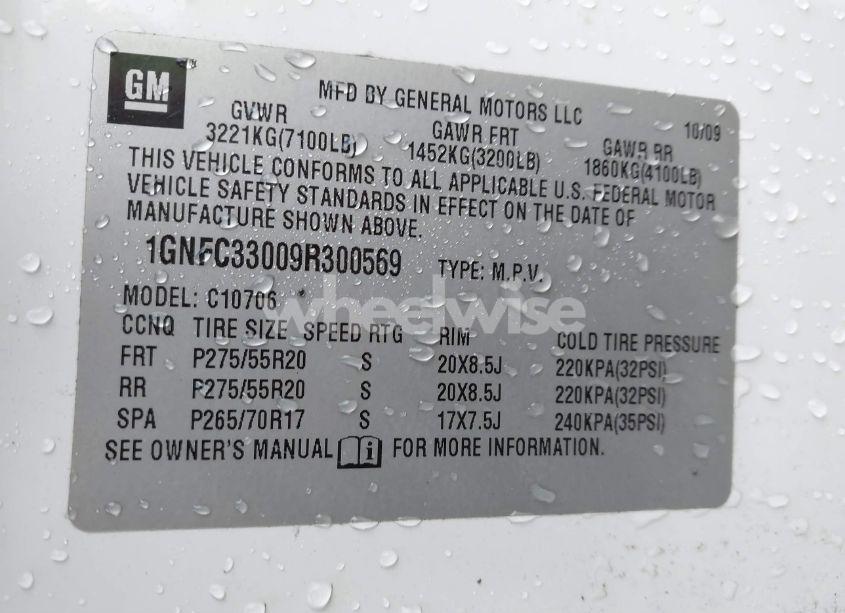 GM
MFD BY GENERAL MOTORS LLC
10/09
GVWR GAWR FRT GAWR RR
3221KG(7100LB) 1452KG(3200LB) 1860KG(4100LB)
THIS VEHICLE CONFORMS TO ALL APPLICABLE U.S. FEDERAL MOTOR
VEHICLE SAFETY STANDARDS IN EFFECT ON THE DATE OF
MANUFACTURE SHOWN ABOVE.
1GNFC33009R300569 TYPE: M.P.V.
MODEL: C10706 *
wheelwise
CCNQ TIRE SIZE SPEED RTG RIM COLD TIRE PRESSURE
FRT P275/55R20 S 20X8.5J 220KPA(32PSI)
RR P275/55R20 S 20X8.5J 220KPA(32PSI)
SPA P265/70R17 S 17X7.5J 240KPA(35PSI)
SEE OWNER'S MANUAL i FOR MORE INFORMATION.